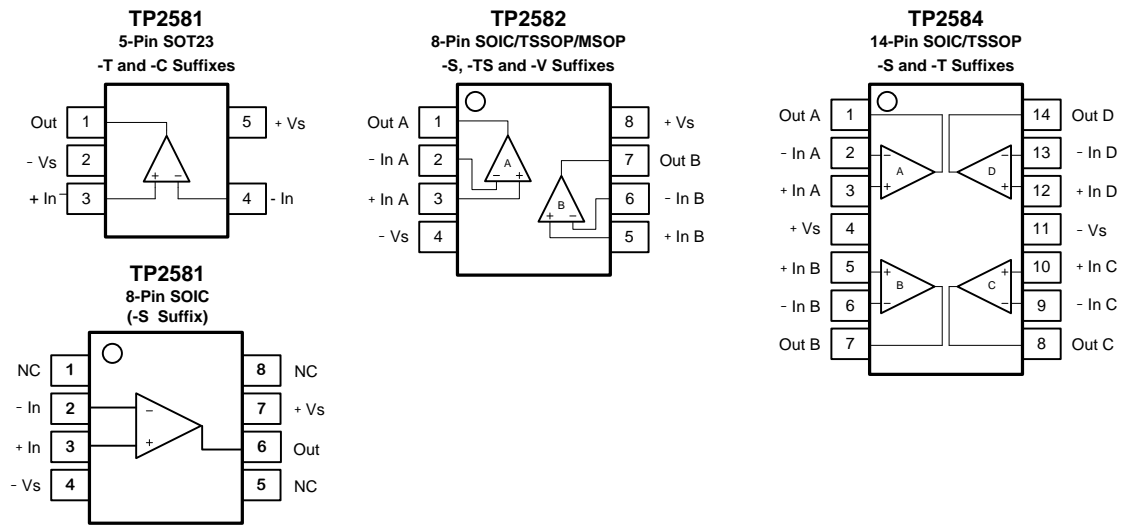 TP2581
5-Pin SOT23
-T and -C Suffixes
Out 1
5 + Vs
- Vs 2
+ In 3
4 - In
+ -
TP2581
8-Pin SOIC
(-S Suffix)
NC 1
8 NC
- In 2
7 + Vs
+ In 3
6 Out
- Vs 4
5 NC
-
+
TP2582
8-Pin SOIC/TSSOP/MSOP
-S, -TS and -V Suffixes
Out A 1
8 + Vs
- In A 2
7 Out B
+ In A 3
6 - In B
- Vs 4
5 + In B
A
- +
B
+ -
TP2584
14-Pin SOIC/TSSOP
-S and -T Suffixes
Out A 1
14 Out D
- In A 2
13 - In D
+ In A 3
12 + In D
+ Vs 4
11 - Vs
+ In B 5
10 + In C
- In B 6
9 - In C
Out B 7
8 Out C
- A +
- D +
+ B -
+ C -